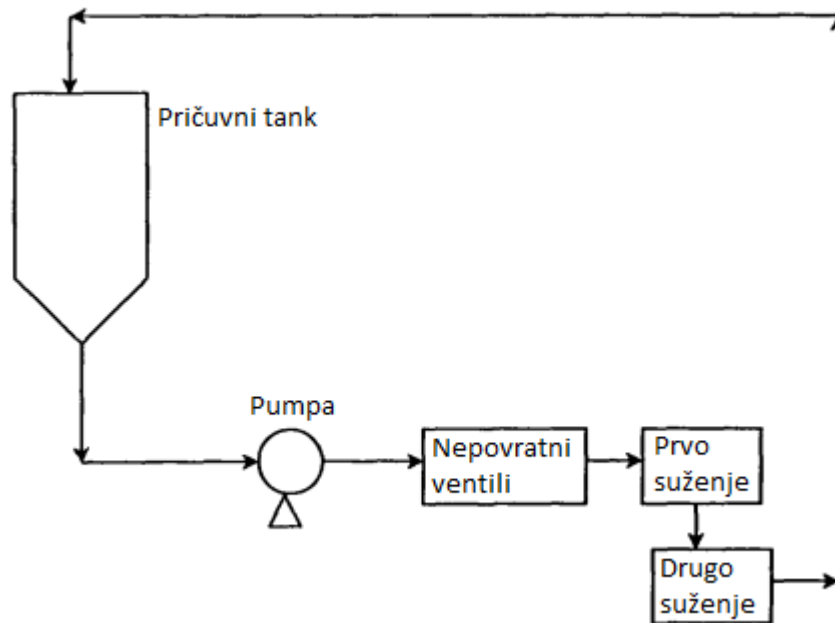 Pričuvni tank
Pumpa
Nepovratni
ventili
Prvo
suženje
Drugo
suženje